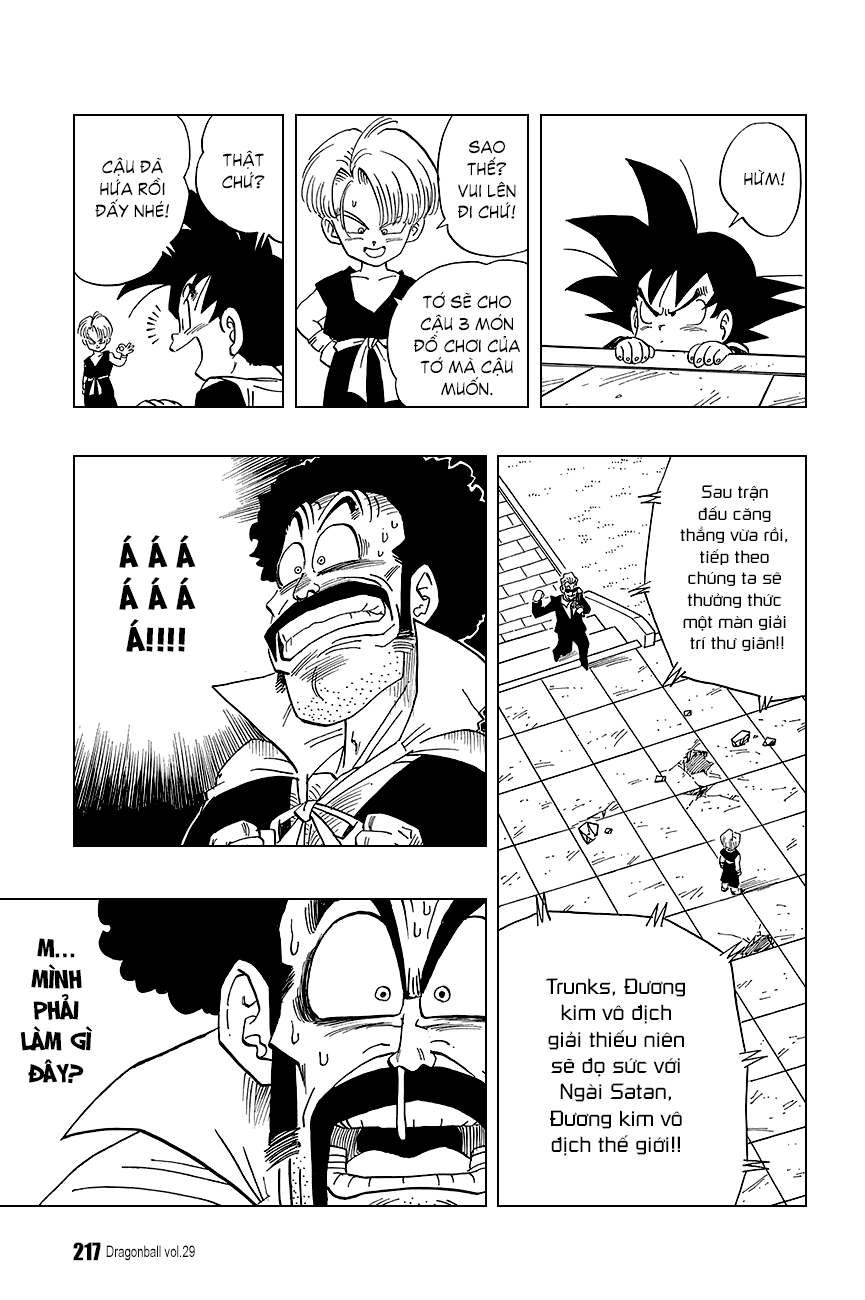 HỪM!
SAO
THẾ?
VUI LÊN
ĐI CHỨ!
TỚ SẼ CHO
CẬU 3 MÓN
ĐỒ CHƠI CỦA
TỚ MÀ CẬU
MUỐN.
THẬT
CHỨ?
CẬU ĐÃ
HỨA RỒI
ĐẤY NHÉ!
Sau trận
đấu căng
thẳng vừa rồi,
tiếp theo
chúng ta sẽ
thưởng thức
một màn giải
trí thư giãn!!
Trunks, Đương
kim vô địch
giải thiếu niên
sẽ đọ sức với
Ngài Satan,
Đương kim vô
địch thế giới!!
Á Á Á
Á Á Á
Á!!!!
M...
MÌNH
PHẢI
LÀM GÌ
ĐÂY?
217 Dragonball vol.29